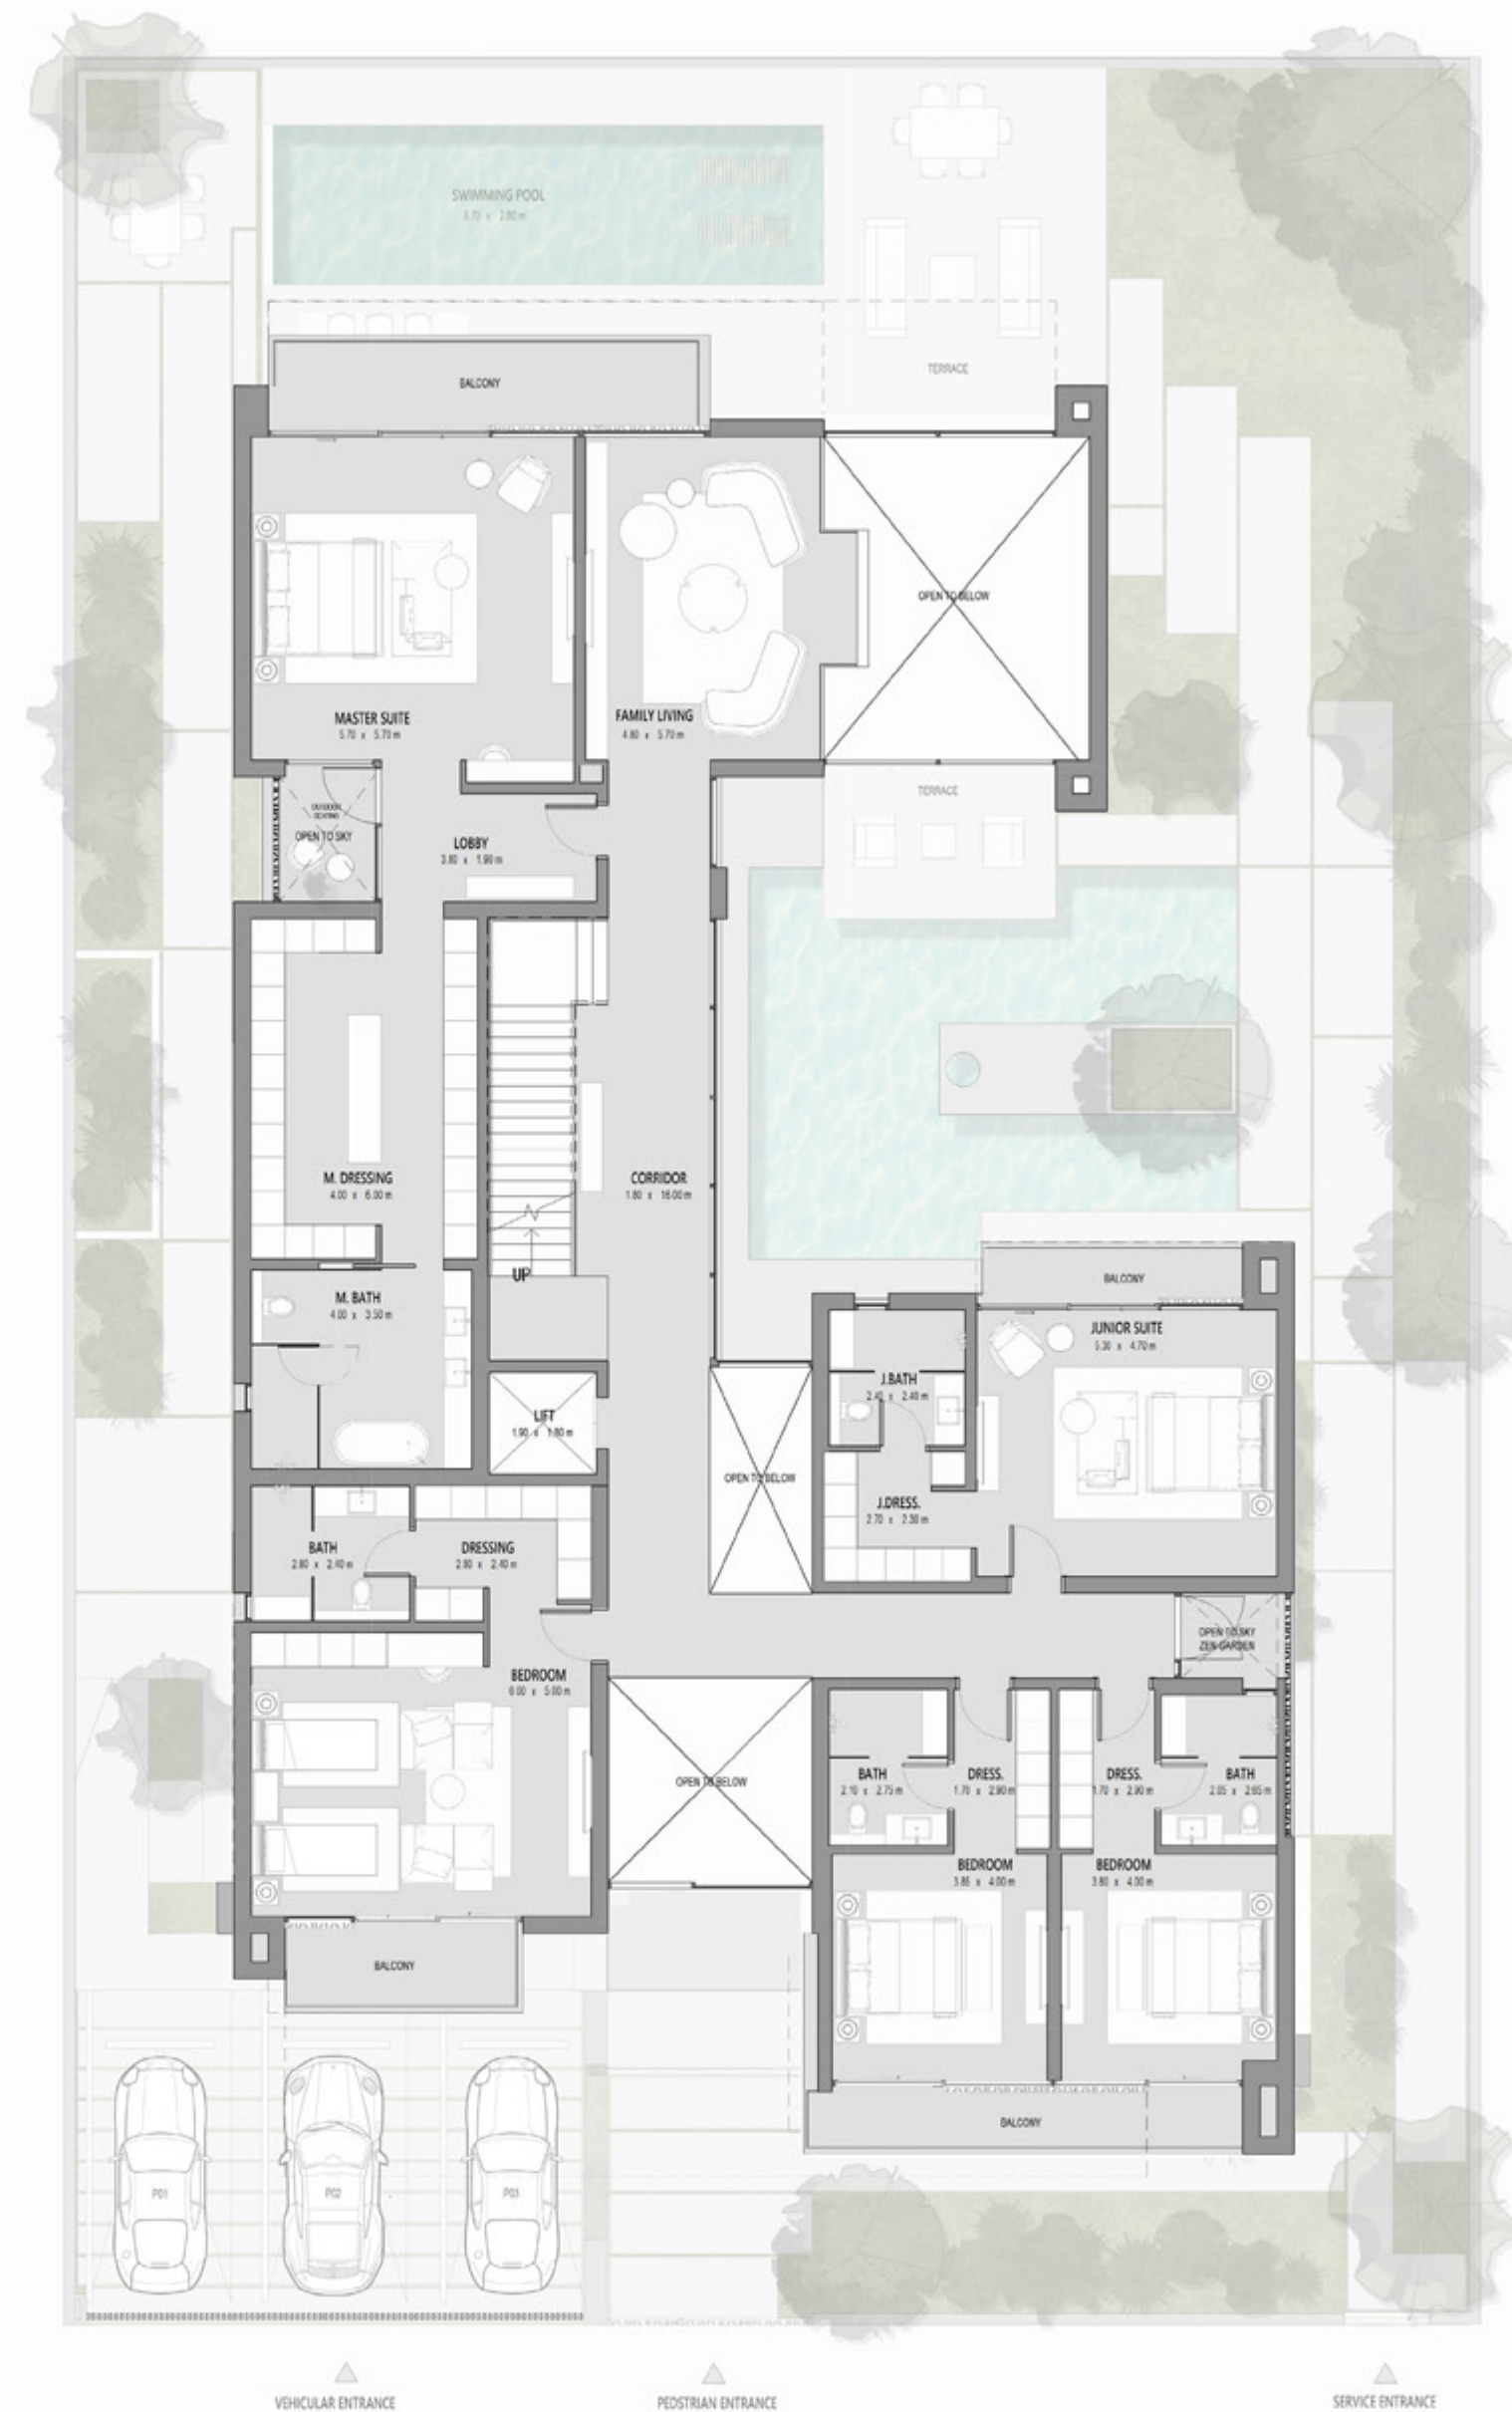 SWIMMING POOL
8.70 x 2.80 m
BALCONY
TERRACE
OPEN TO BELOW
MASTER SUITE
5.70 x 5.70 m
FAMILY LIVING
4.80 x 5.70 m
TERRACE
OUTDOOR
SEATING
OPEN TO SKY
LOBBY
3.80 x 1.90 m
M. DRESSING
4.00 x 6.00 m
CORRIDOR
1.80 x 16.00 m
UP
M. BATH
4.00 x 3.50 m
BALCONY
JUNIOR SUITE
5.30 x 4.70 m
J.BATH
2.40 x 2.40 m
LIFT
1.90 x 1.80 m
OPEN TO BELOW
J.DRESS.
2.70 x 2.30 m
BATH
2.80 x 2.40 m
DRESSING
2.80 x 2.40 m
OPEN TO SKY
ZEN GARDEN
BEDROOM
6.00 x 5.00 m
OPEN TO BELOW
BATH
2.10 x 2.75 m
DRESS.
1.70 x 2.90 m
DRESS.
1.70 x 2.90 m
BATH
2.05 x 2.65 m
BEDROOM
3.85 x 4.00 m
BEDROOM
3.80 x 4.00 m
BALCONY
BALCONY
P01
P02
P03
VEHICULAR ENTRANCE
PEDSTRIAN ENTRANCE
SERVICE ENTRANCE